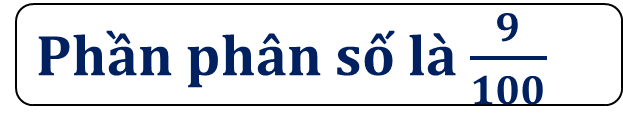 Phần phân số là 9/100